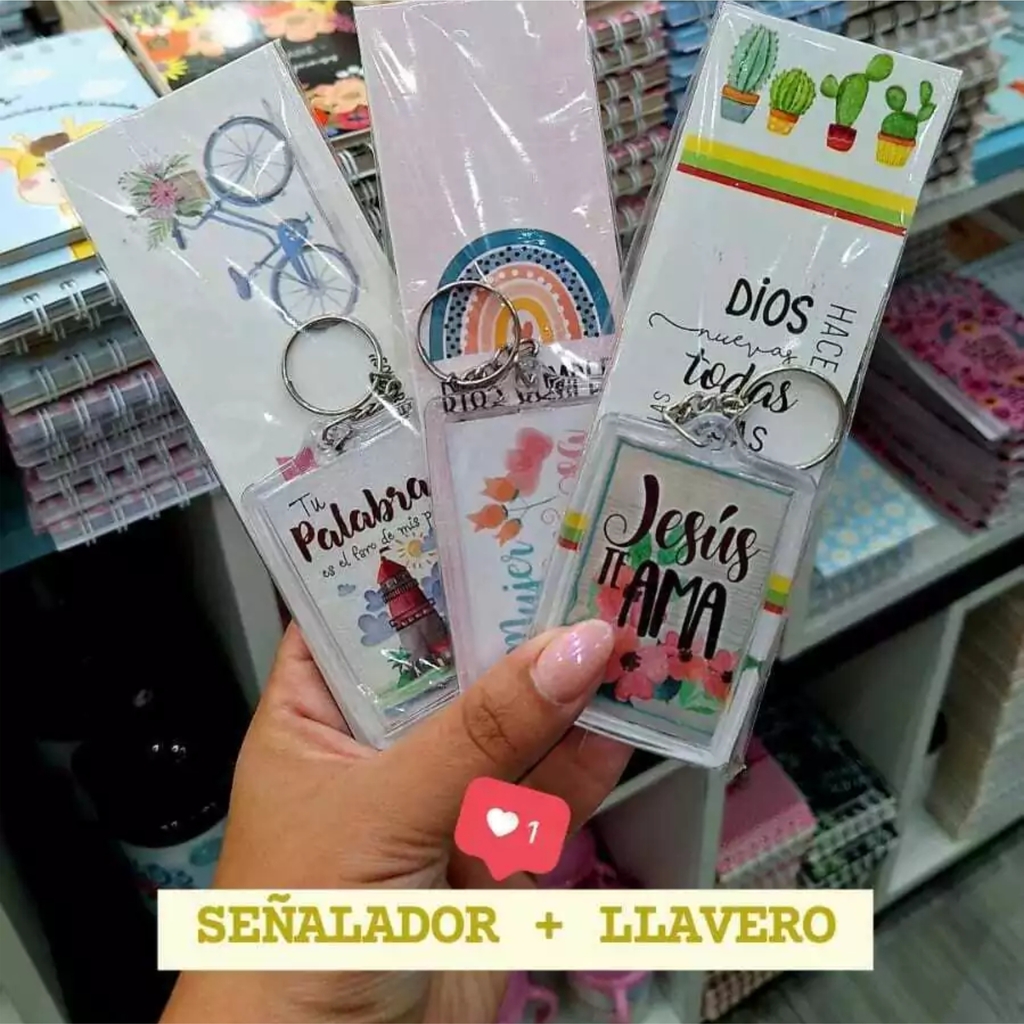 DIOS
nuevas
todas
HACE
Tu
Palabra
es el faro de mis
Mujer
Jesús
TE
AMA
1
SEÑALADOR + LLAVERO